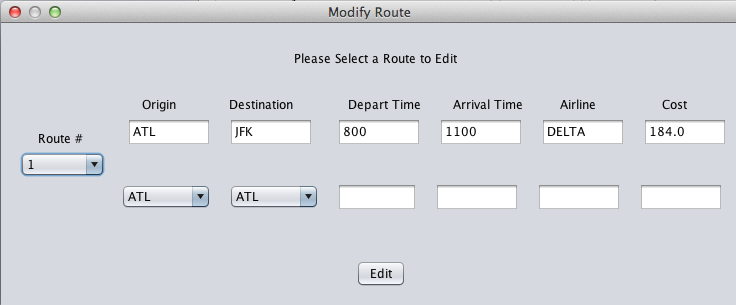 Modify Route
Please Select a Route to Edit
Origin Destination Depart Time Arrival Time Airline Cost
ATL JFK 800 1100 DELTA 184.0
Route #
1
ATL ATL
Edit